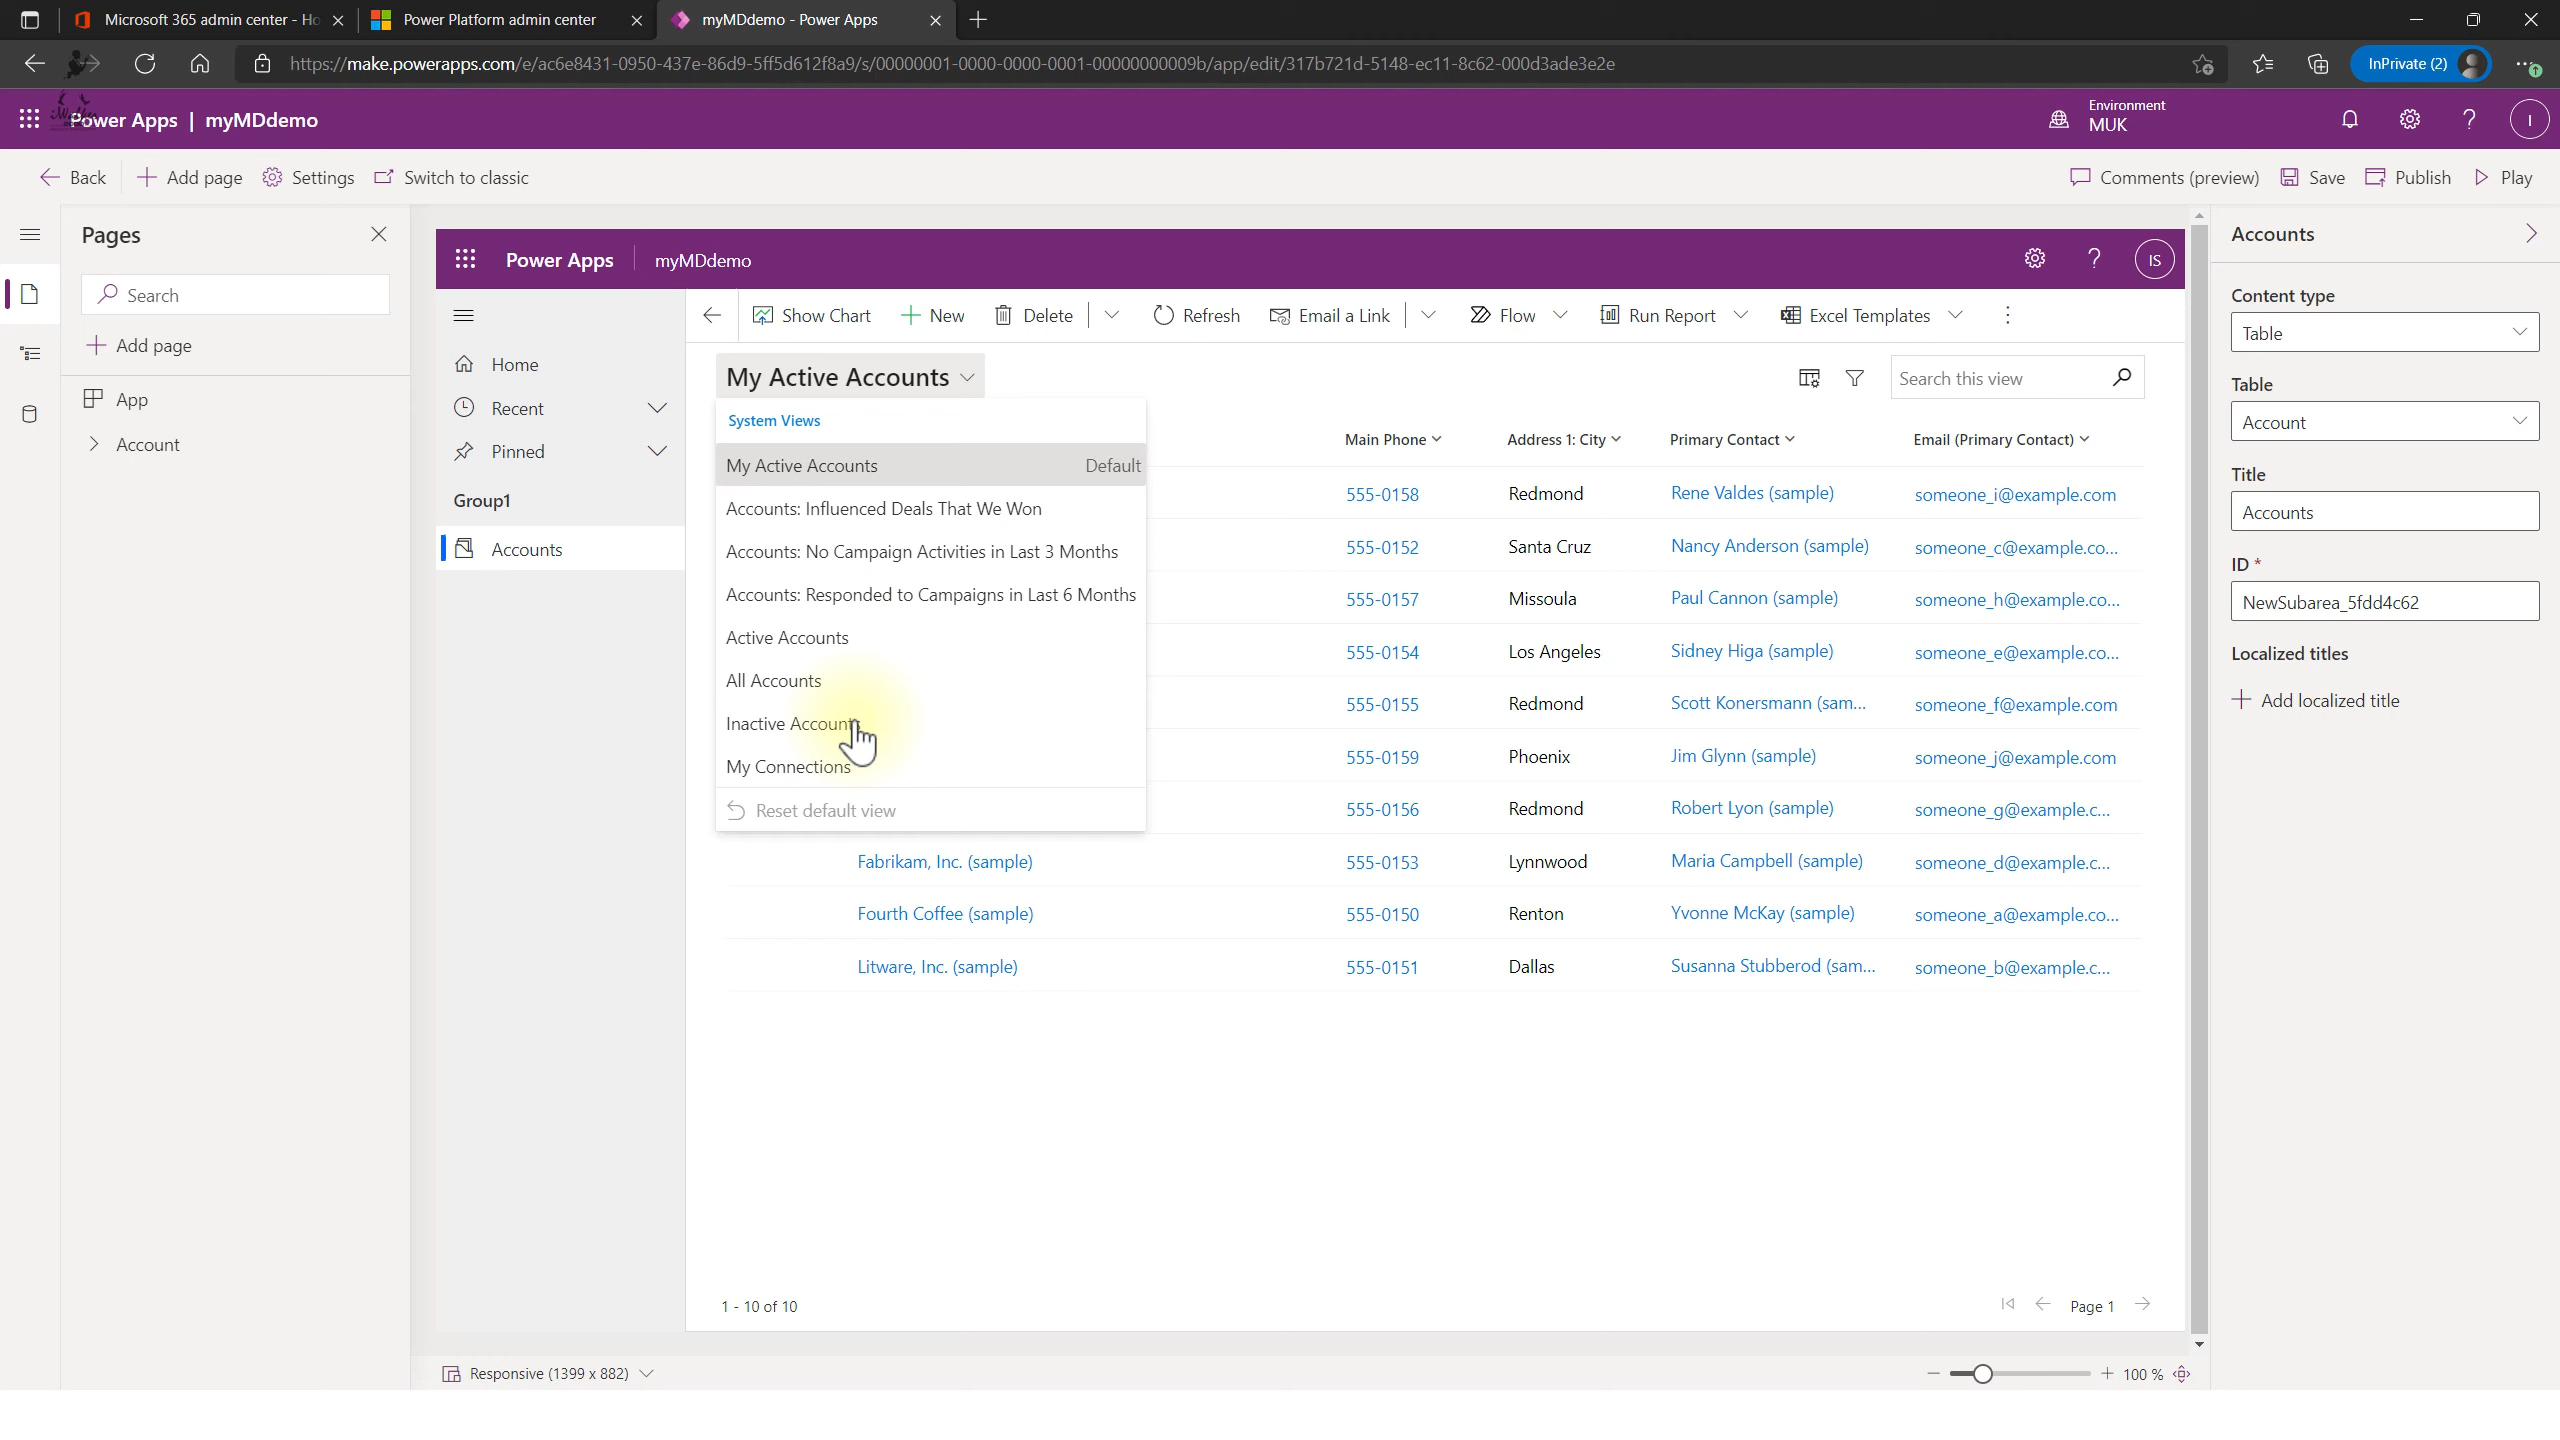 Microsoft 365 admin center - Ho
Power Platform admin center
myMDdemo - Power Apps
https://make.powerapps.com/e/ac6e8431-0950-437e-86d9-5ff5d612f8a9/s/00000001-0000-0000-0001-00000000009b/app/edit/317b721d-5148-ec11-8c62-000d3ade3e2e
InPrivate (2)
Power Apps | myMDdemo
Environment
MUK
I
Back
Add page
Settings
Switch to classic
Comments (preview)
Save
Publish
Play
Pages
Search
Add page
App
Account
Power Apps
myMDdemo
IS
Show Chart
New
Delete
Refresh
Email a Link
Flow
Run Report
Excel Templates
Home
Recent
Pinned
Group1
Accounts
My Active Accounts
Search this view
System Views
My Active Accounts Default
Accounts: Influenced Deals That We Won
Accounts: No Campaign Activities in Last 3 Months
Accounts: Responded to Campaigns in Last 6 Months
Active Accounts
All Accounts
Inactive Accounts
My Connections
Reset default view
Main Phone Address 1: City Primary Contact Email (Primary Contact)
555-0158 Redmond Rene Valdes (sample) someone_i@example.com
555-0152 Santa Cruz Nancy Anderson (sample) someone_c@example.co...
555-0157 Missoula Paul Cannon (sample) someone_h@example.co...
555-0154 Los Angeles Sidney Higa (sample) someone_e@example.co...
555-0155 Redmond Scott Konersmann (sam... someone_f@example.com
555-0159 Phoenix Jim Glynn (sample) someone_j@example.com
555-0156 Redmond Robert Lyon (sample) someone_g@example.c...
Fabrikam, Inc. (sample) 555-0153 Lynnwood Maria Campbell (sample) someone_d@example.c...
Fourth Coffee (sample) 555-0150 Renton Yvonne McKay (sample) someone_a@example.co...
Litware, Inc. (sample) 555-0151 Dallas Susanna Stubberod (sam... someone_b@example.c...
1 - 10 of 10
Page 1
Responsive (1399 x 882)
100 %
Accounts
Content type
Table
Table
Account
Title
Accounts
ID *
NewSubarea_5fdd4c62
Localized titles
Add localized title